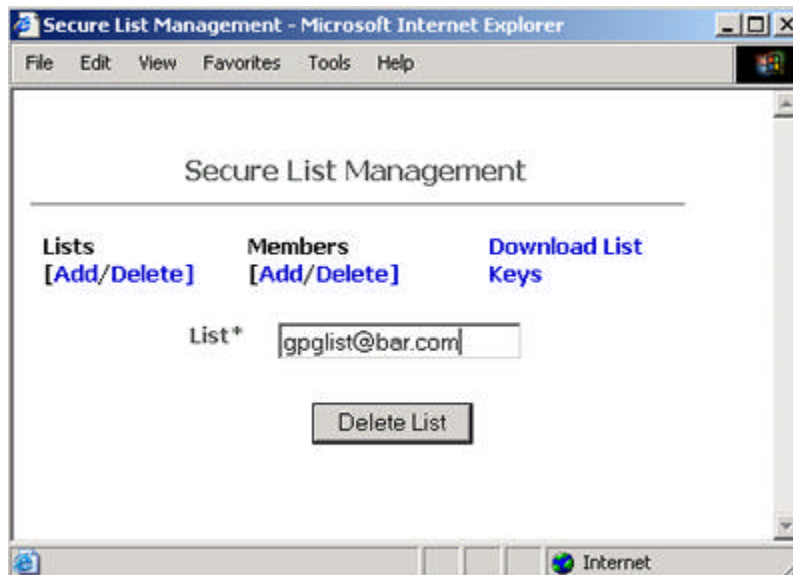 Secure List Management - Microsoft Internet Explorer
File Edit View Favorites Tools Help
Secure List Management
Lists Members Download List
[Add/Delete] [Add/Delete] Keys
List* gpglist@bar.com
Delete List
Internet